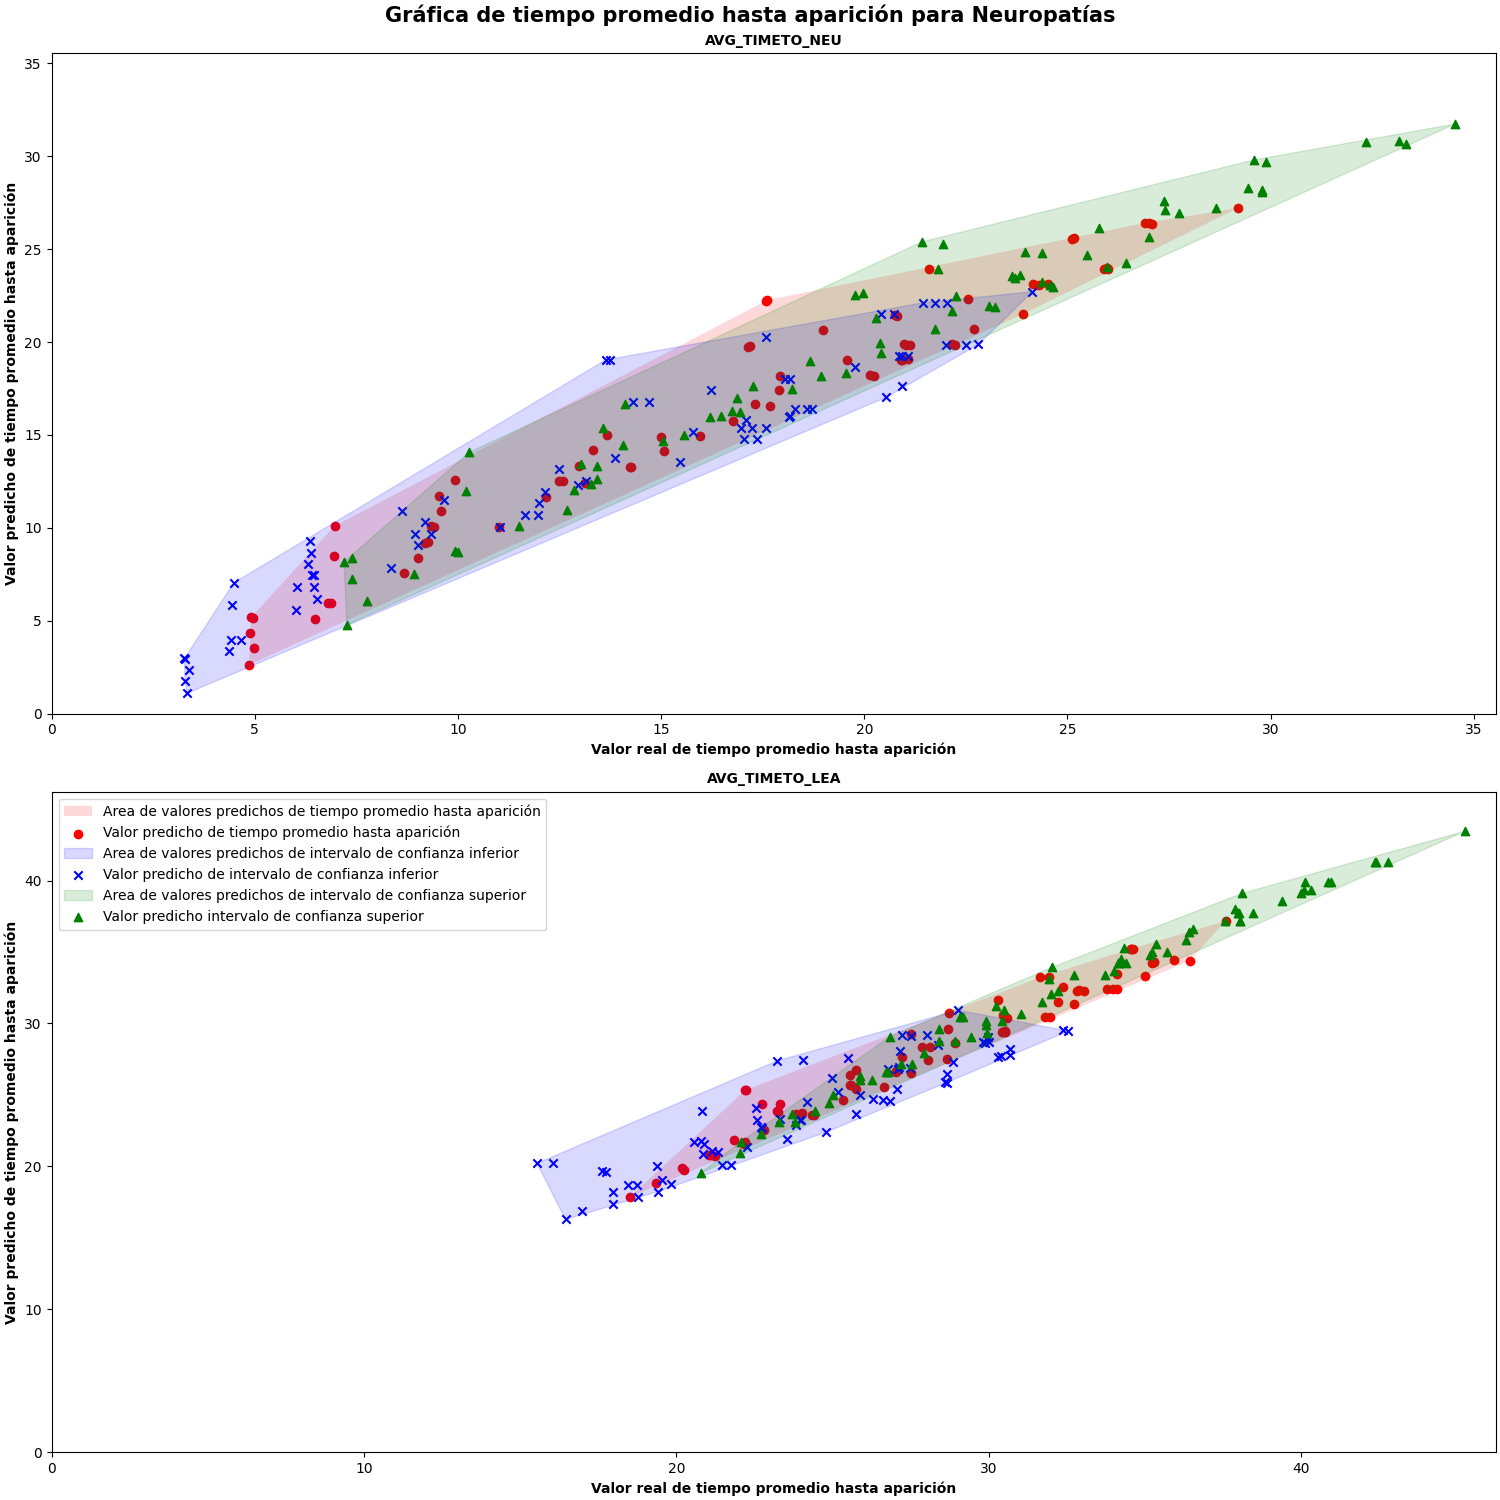 Gráfica de tiempo promedio hasta aparición para Neuropatías
AVG_TIMETO_NEU
Valor predicho de tiempo promedio hasta aparición
35
30
25
20
15
10
5
0
0 5 10 15 20 25 30 35
Valor real de tiempo promedio hasta aparición
AVG_TIMETO_LEA
Area de valores predichos de tiempo promedio hasta aparición
Valor predicho de tiempo promedio hasta aparición
Area de valores predichos de intervalo de confianza inferior
Valor predicho de intervalo de confianza inferior
Area de valores predichos de intervalo de confianza superior
Valor predicho intervalo de confianza superior
Valor predicho de tiempo promedio hasta aparición
40
30
20
10
0
0 10 20 30 40
Valor real de tiempo promedio hasta aparición